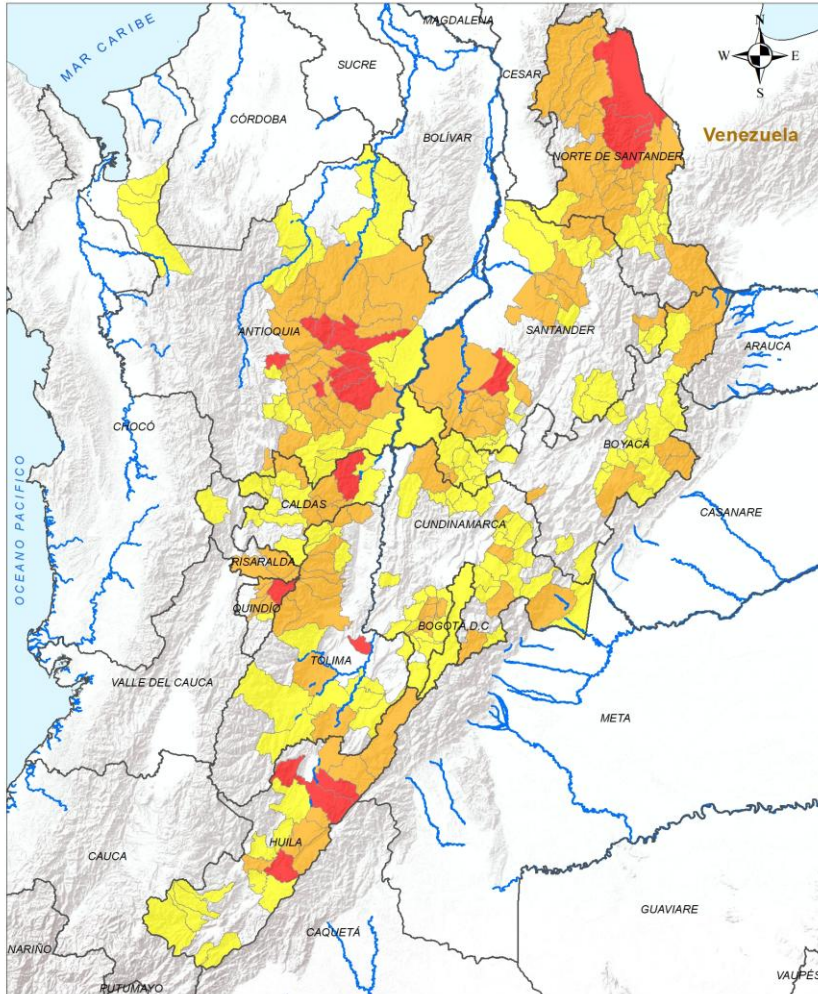 MAGDALENA
MAR CARIBE
N
W
E
S
SUCRE
CESAR
CÓRDOBA
BOLÍVAR
Venezuela
NORTE DE SANTANDER
ANTIOQUIA
SANTANDER
ARAUCA
CHOCÓ
BOYACÁ
OCEANO PACIFICO
CALDAS
CUNDINAMARCA
CASANARE
RISARALDA
QUINDÍO
BOGOTÁ, D.C
TOLIMA
VALLE DEL CAUCA
META
HUILA
CAUCA
GUAVIARE
CAQUETÁ
NARIÑO
PUTUMAYO
VAUPÉS